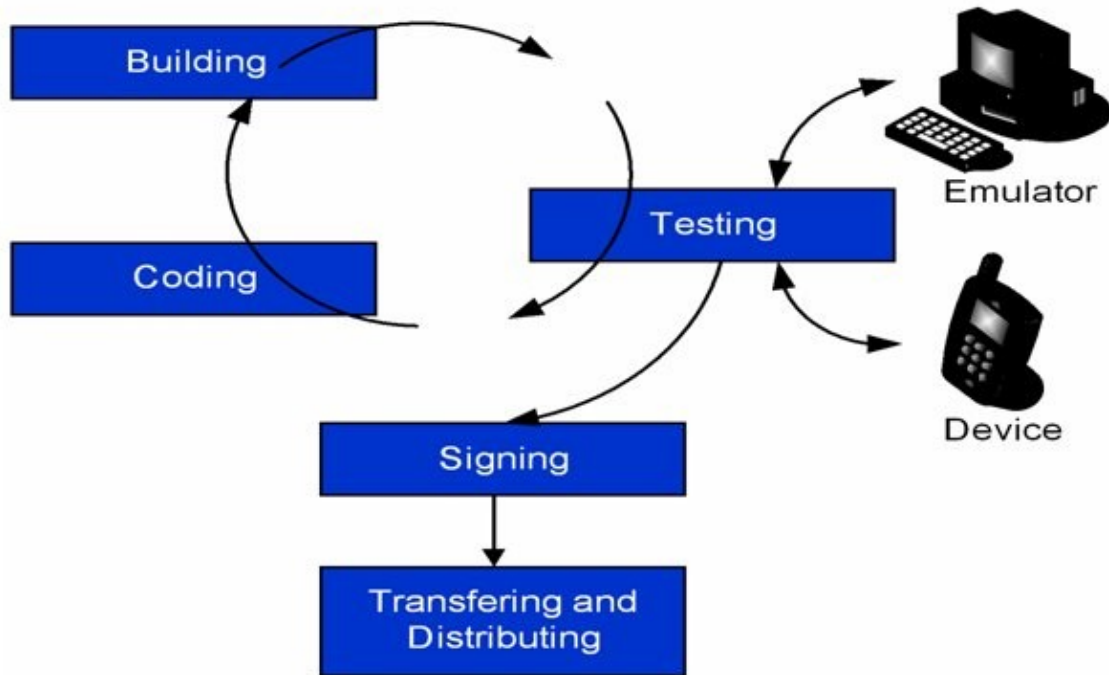 Building
Emulator
Testing
Coding
Device
Signing
Transfering and
Distributing